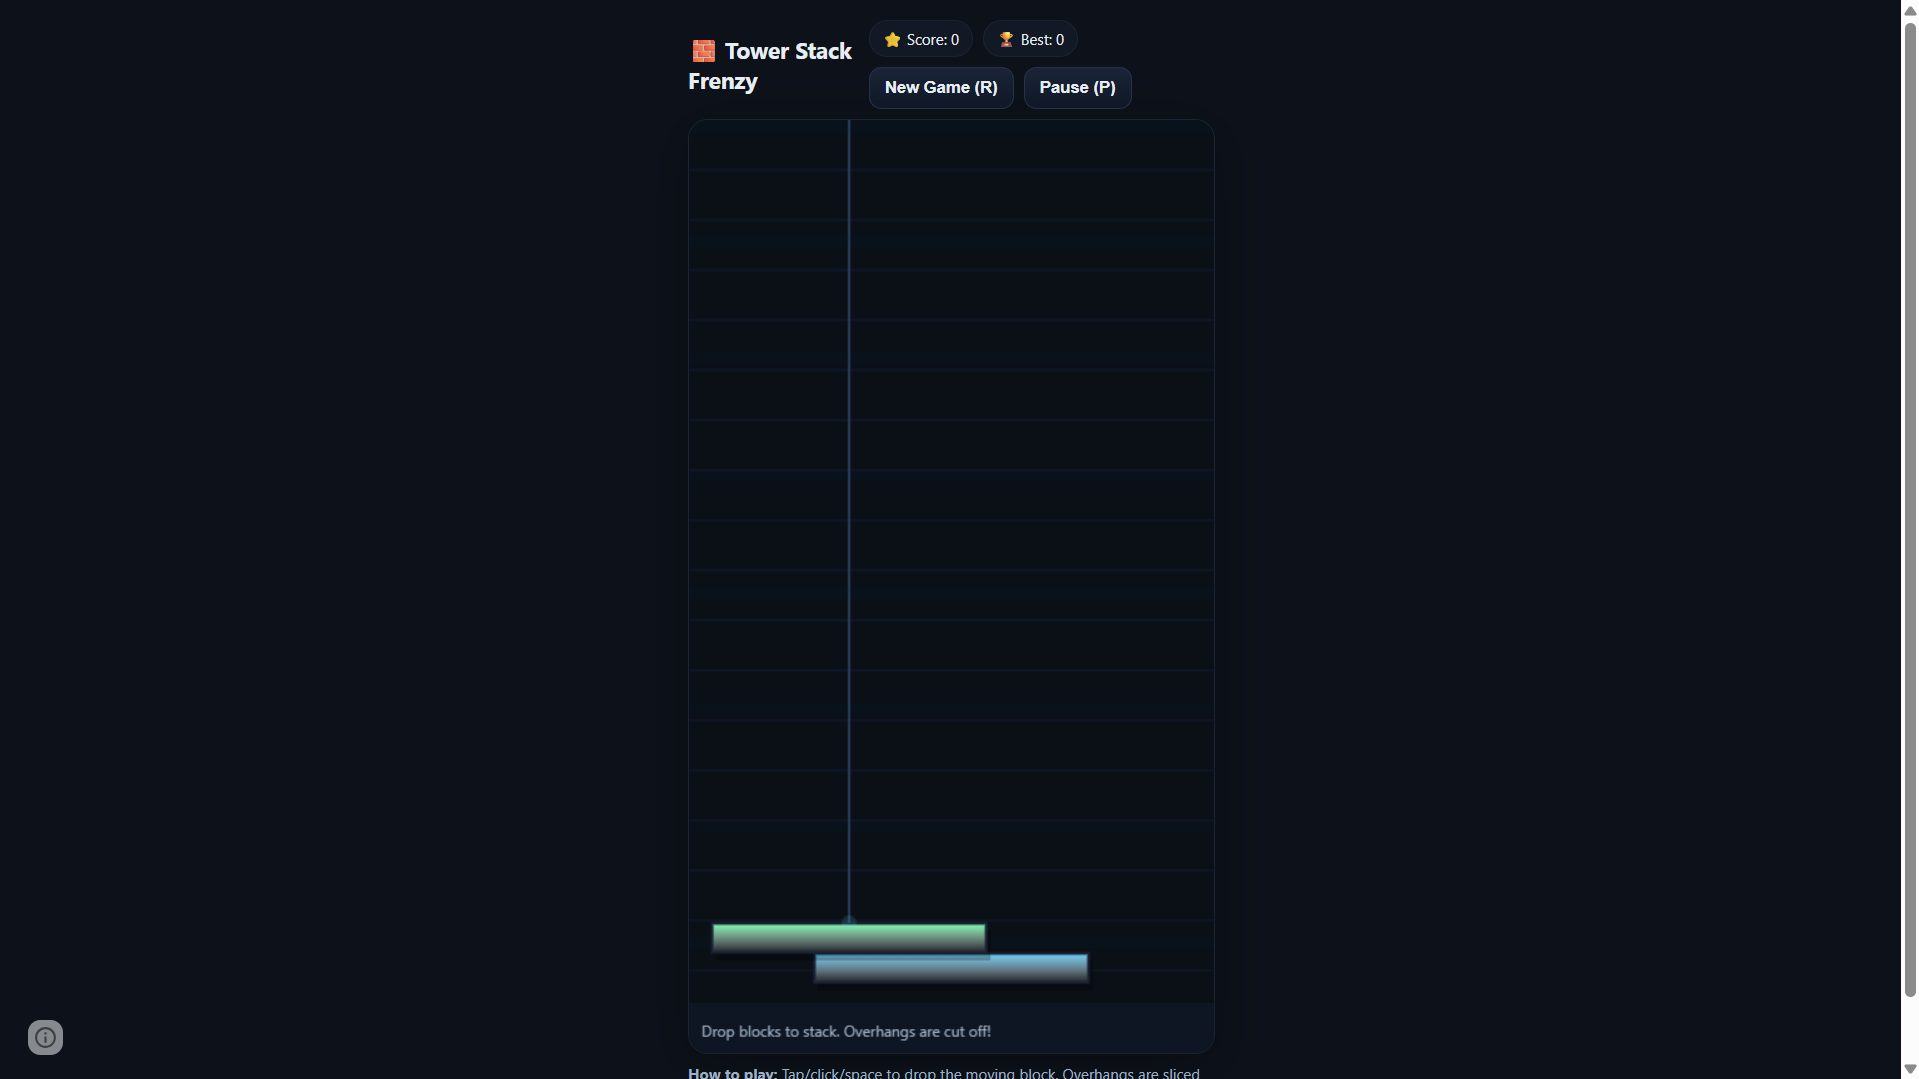 🧱 Tower Stack
Frenzy
⭐ Score: 0
🏆 Best: 0
New Game (R)
Pause (P)
Drop blocks to stack. Overhangs are cut off!
How to play: Tap/click/space to drop the moving block. Overhangs are sliced